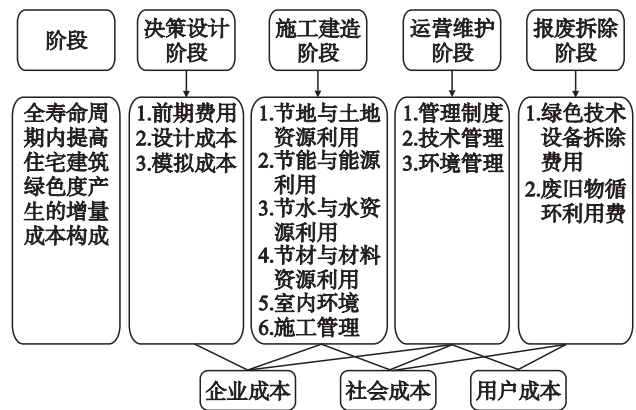 阶段
决策设计
阶段
施工建造
阶段
运营维护
阶段
报废拆除
阶段
全寿命周
期内提高
住宅建筑
绿色度产
生的增量
成本构成
1.前期费用
2.设计成本
3.模拟成本
1.节地与土地
资源利用
2.节能与能源
利用
3.节水与水资
源利用
4.节材与材料
资源利用
5.室内环境
6.施工管理
1.管理制度
2.技术管理
3.环境管理
1.绿色技术
设备拆除
费用
2.废旧物循
环利用费
企业成本
社会成本
用户成本